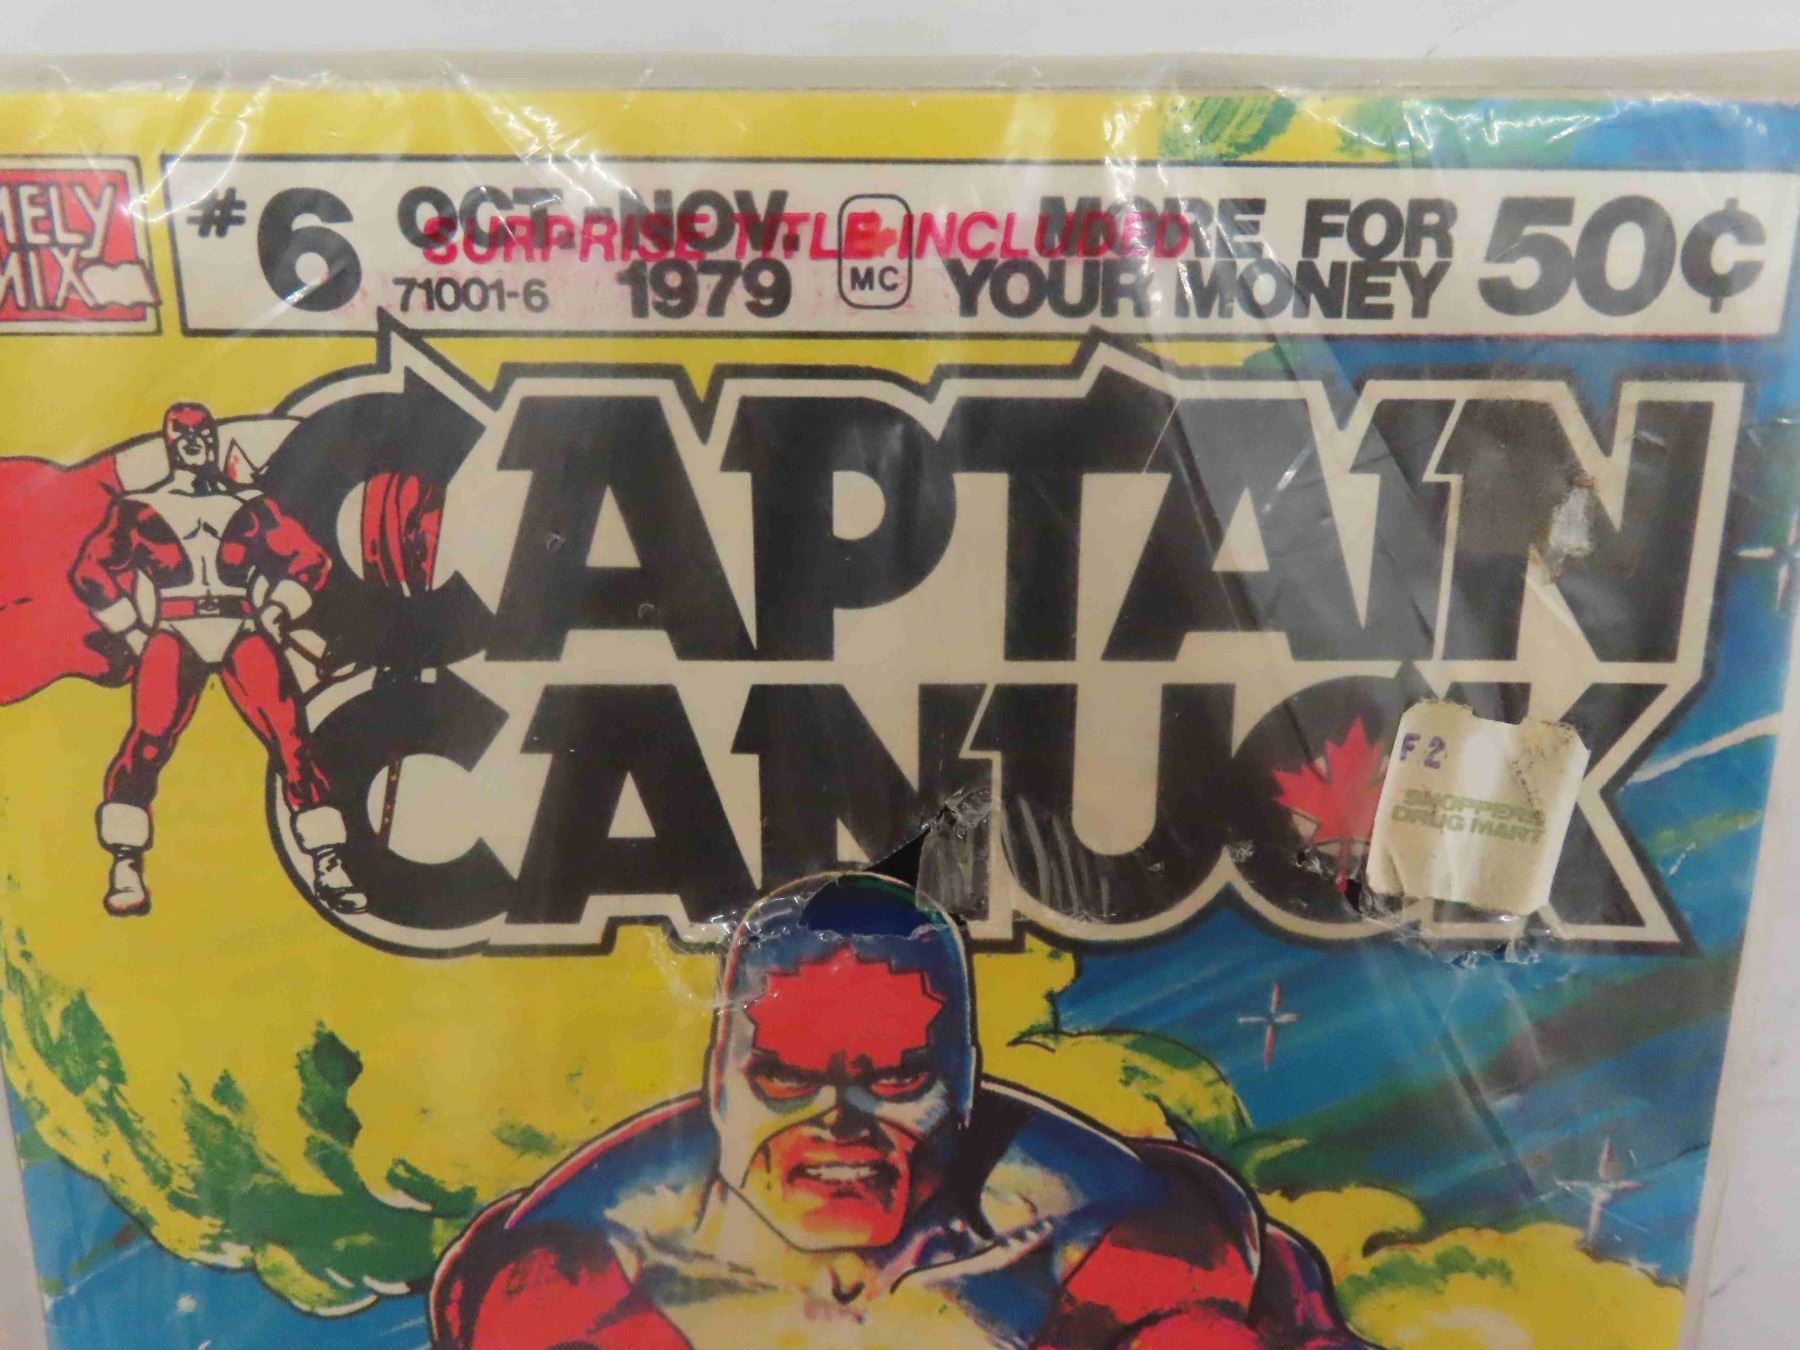 #6 OCT.-NOV. MC MORE FOR 50¢
71001-6 1979 YOUR MONEY
SURPRISE TITLE INCLUDED
CAPTAIN
CANUCK
F 2
SHOPPERS
DRUG MART